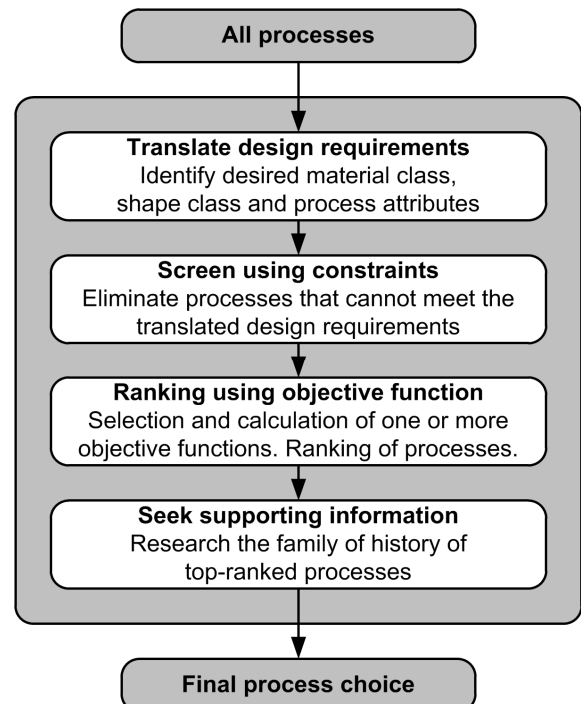 All processes
Translate design requirements
Identify desired material class,
shape class and process attributes
Screen using constraints
Eliminate processes that cannot meet the
translated design requirements
Ranking using objective function
Selection and calculation of one or more
objective functions. Ranking of processes.
Seek supporting information
Research the family of history of
top-ranked processes
Final process choice